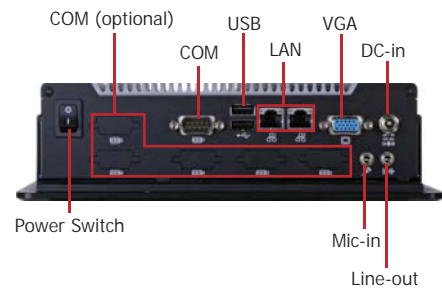 COM (optional)
USB
VGA
COM
LAN
DC-in
Power Switch
Mic-in
Line-out